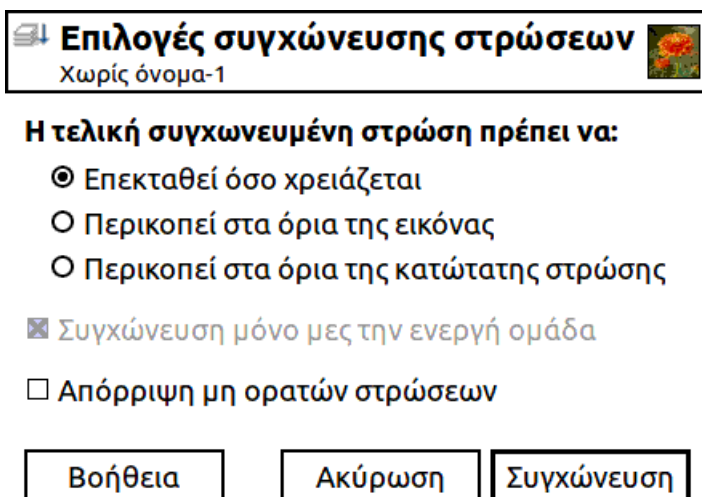 Επιλογές συγχώνευσης στρώσεων
Χωρίς όνομα-1
Η τελική συγχωνευμένη στρώση πρέπει να:
Επεκταθεί όσο χρειάζεται
Περικοπεί στα όρια της εικόνας
Περικοπεί στα όρια της κατώτατης στρώσης
Συγχώνευση μόνο μες την ενεργή ομάδα
Απόρριψη μη ορατών στρώσεων
Βοήθεια Ακύρωση Συγχώνευση